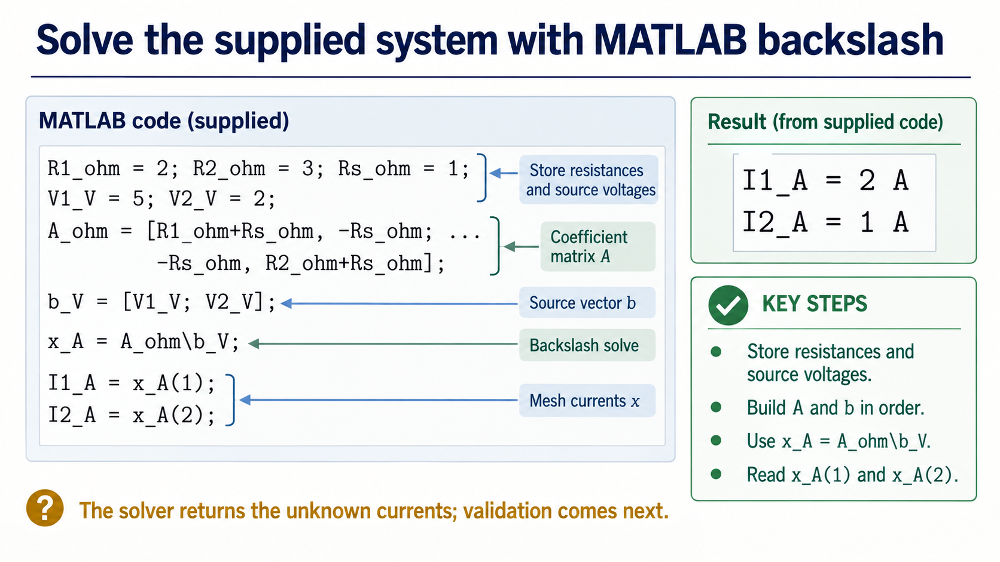 Solve the supplied system with MATLAB backslash
MATLAB code (supplied)
R1_ohm = 2; R2_ohm = 3; Rs_ohm = 1;
V1_V = 5; V2_V = 2;
A_ohm = [R1_ohm+Rs_ohm, -Rs_ohm; ...
-Rs_ohm, R2_ohm+Rs_ohm];
b_V = [V1_V; V2_V];
x_A = A_ohm\b_V;
I1_A = x_A(1);
I2_A = x_A(2);
Store resistances
and source voltages
Coefficient
matrix A
Source vector b
Backslash solve
Mesh currents x
Result (from supplied code)
I1_A = 2 A
I2_A = 1 A
KEY STEPS
Store resistances and
source voltages.
Build A and b in order.
Use x_A = A_ohm\b_V.
Read x_A(1) and x_A(2).
? The solver returns the unknown currents; validation comes next.